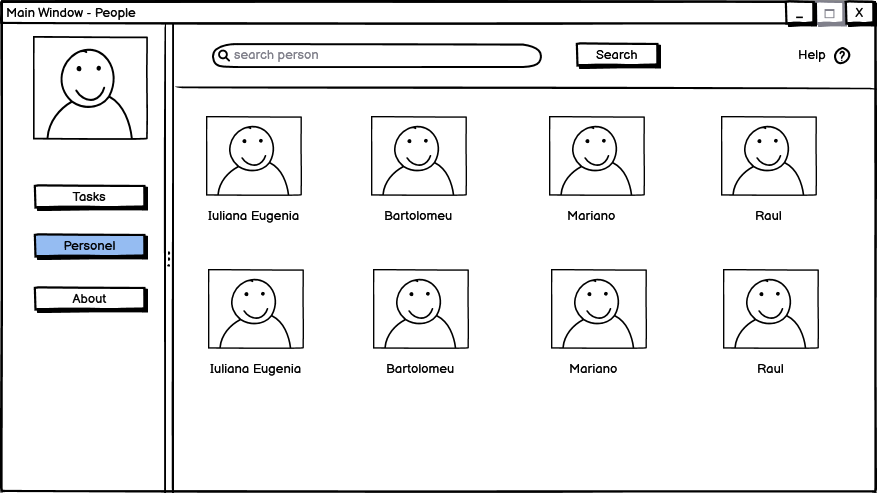 Main Window - People
X
search person
Search
Help ?
Tasks
Personel
About
Iuliana Eugenia
Bartolomeu
Mariano
Raul
Iuliana Eugenia
Bartolomeu
Mariano
Raul